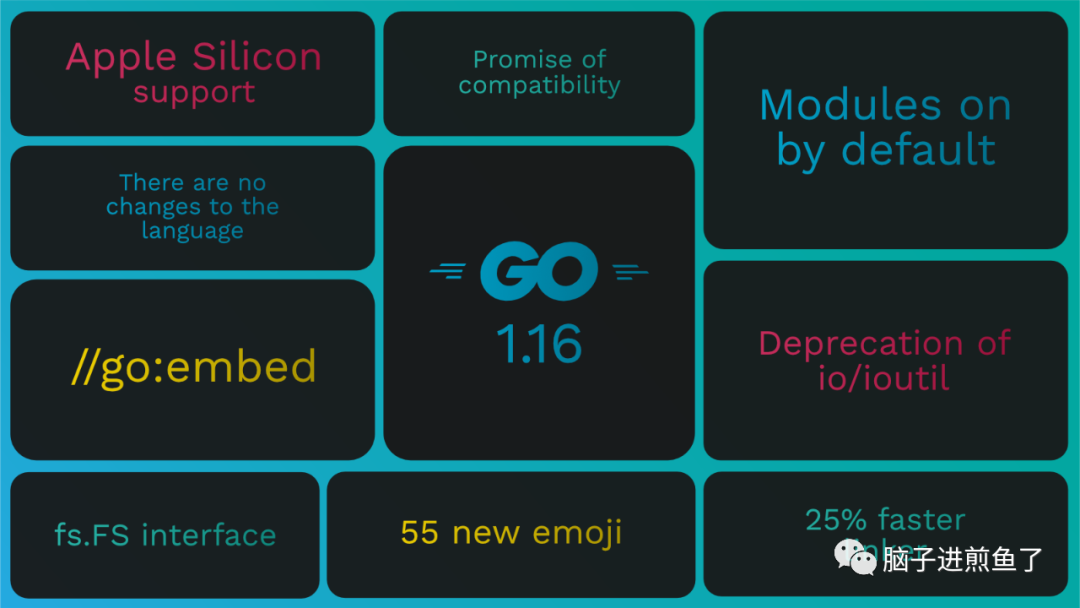 Apple Silicon
support
Promise of
compatibility
Modules on
by default
There are no
changes to the
language
GO
1.16
//go:embed
Deprecation of
io/ioutil
fs.FS interface
55 new emoji
25% faster
linker
脑子进煎鱼了